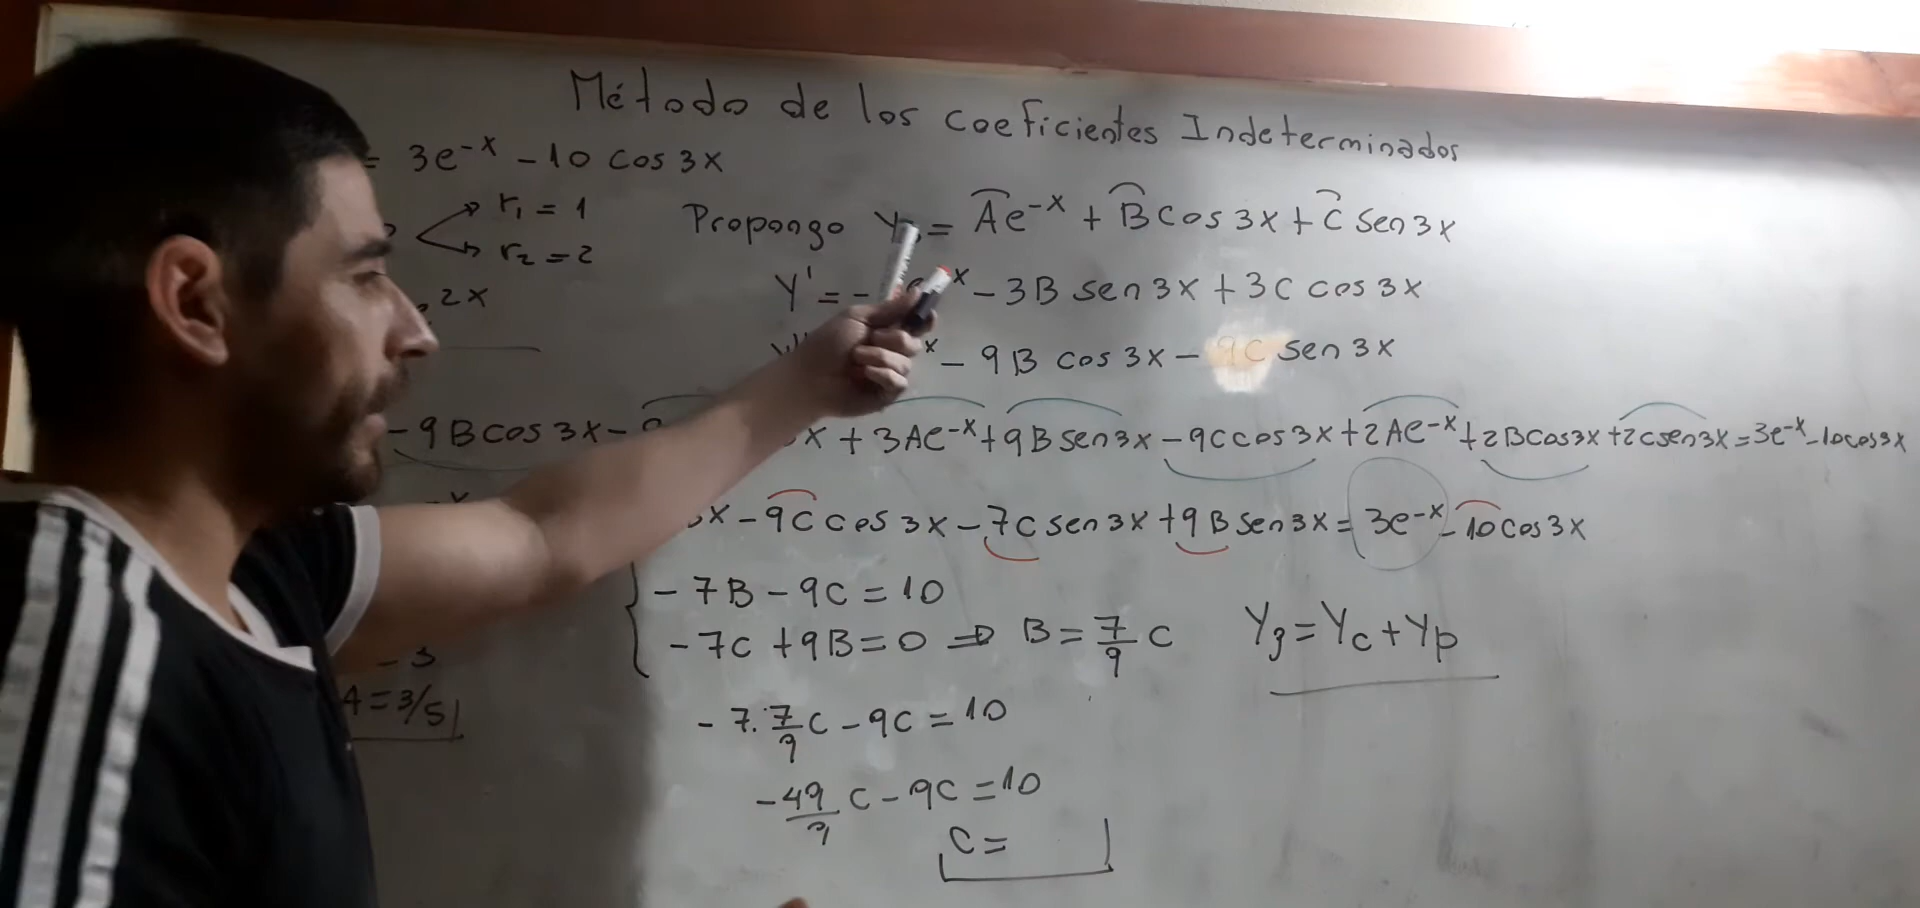 Método de los coeficientes Indeterminados
= 3e^-x - 10 cos 3x
r₁ = 1
r₂ = 2
2x
Propongo Y = Ae^-x + B cos 3x + C sen 3x
Y' = - x - 3B sen 3x + 3C cos 3x
x - 9B cos 3x - 9C sen 3x
- 9B cos 3x - x + 3Ae^-x + 9B sen 3x - 9C cos 3x + 2Ae^-x + 2B cos 3x + 2C sen 3x = 3e^-x - 10 cos 3x
x - 9C cos 3x - 7C sen 3x + 9B sen 3x = 3e^-x - 10 cos 3x
- 7B - 9C = 10
- 7C + 9B = 0 ⇒ B = 7/9 C
Yg = Yc + Yp
- 3
A = 3/5
- 7 · 7/9 C - 9C = 10
- 49/9 C - 9C = 10
C =